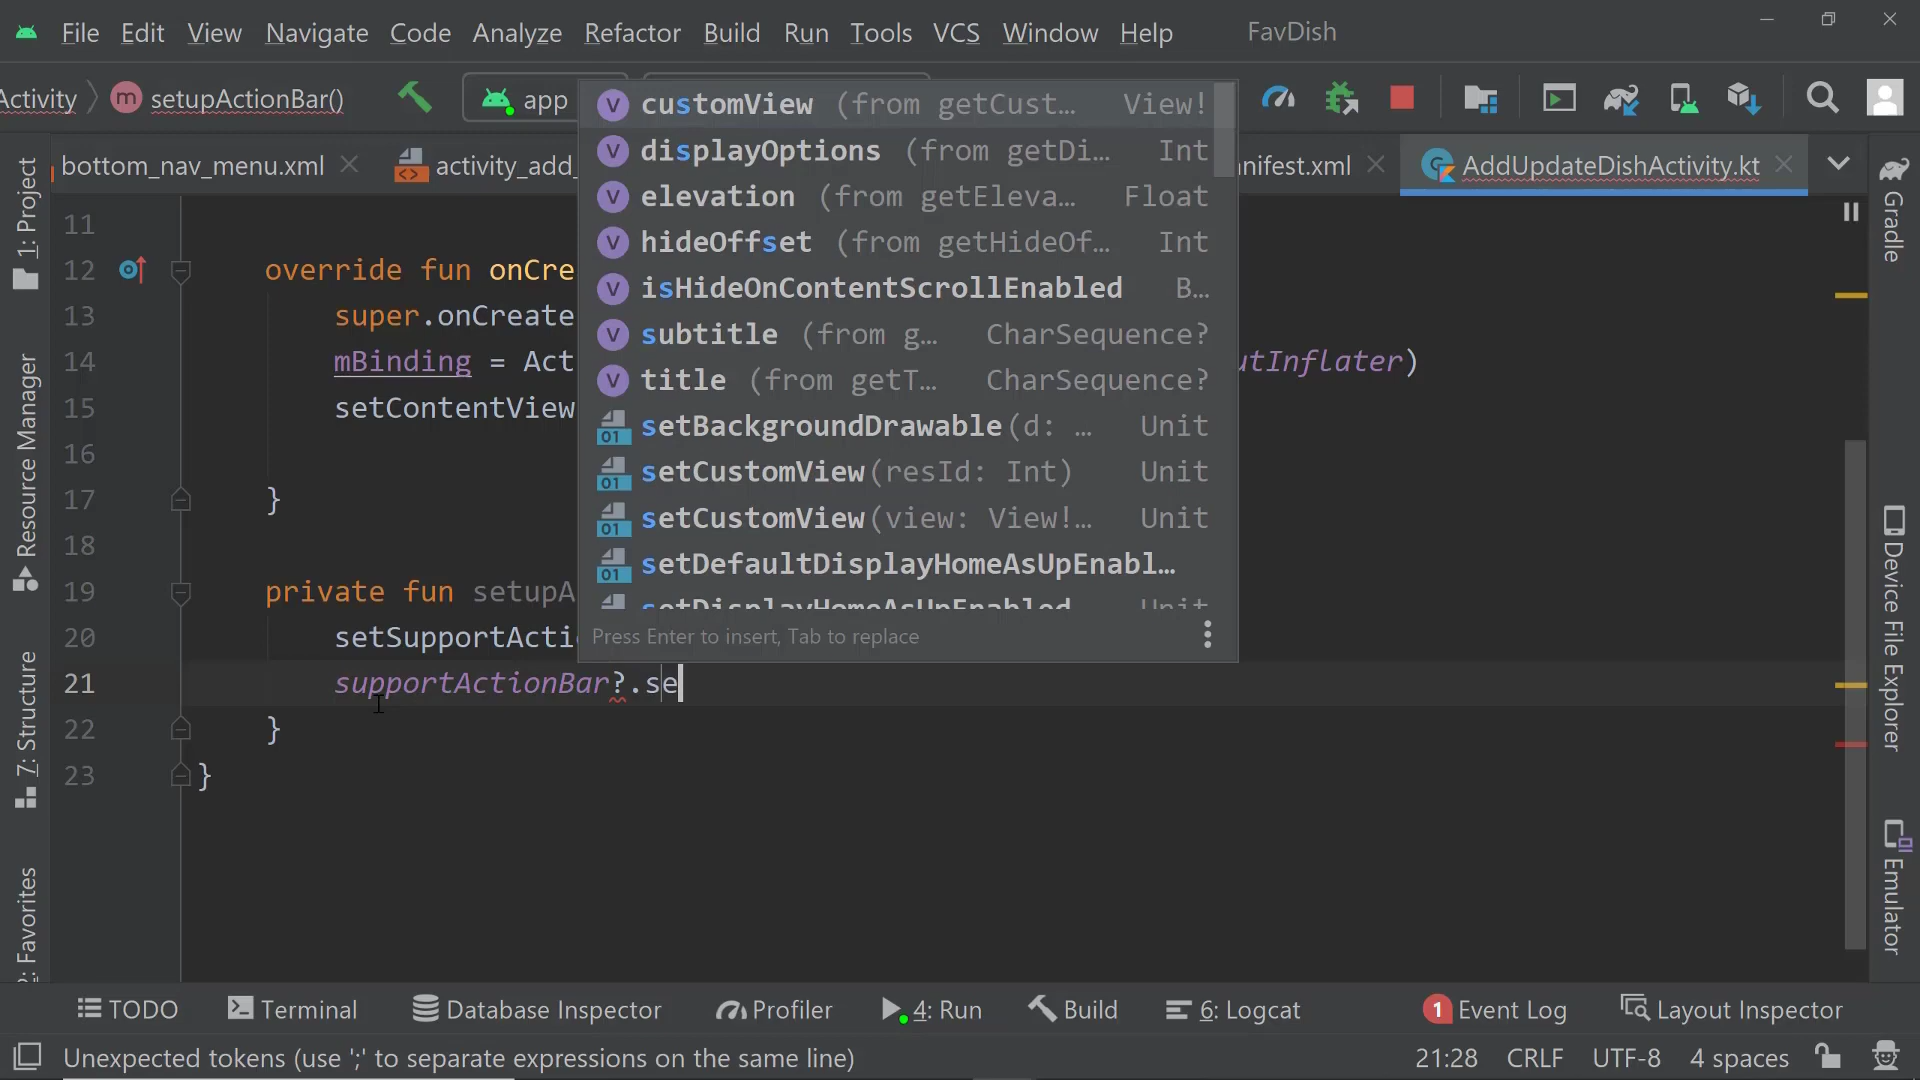 File Edit View Navigate Code Analyze Refactor Build Run Tools VCS Window Help FavDish
Activity setupActionBar() app
bottom_nav_menu.xml activity_add_ nifest.xml AddUpdateDishActivity.kt
customView (from getCust... View!
displayOptions (from getDi... Int
elevation (from getEleva... Float
hideOffset (from getHideOf... Int
isHideOnContentScrollEnabled B...
subtitle (from g... CharSequence?
title (from getT... CharSequence?
setBackgroundDrawable(d: ... Unit
setCustomView(resId: Int) Unit
setCustomView(view: View!... Unit
setDefaultDisplayHomeAsUpEnabl...
setDisplayHomeAsUpEnabled Unit
Press Enter to insert, Tab to replace
11
12 override fun onCre
13 super.onCreate
14 mBinding = Act utInflater)
15 setContentView
16
17 }
18
19 private fun setupA
20 setSupportActi
21 supportActionBar?.se
22 }
23 }
1: Project
Resource Manager
7: Structure
2: Favorites
Gradle
Device File Explorer
Emulator
TODO Terminal Database Inspector Profiler 4: Run Build 6: Logcat 1 Event Log Layout Inspector
Unexpected tokens (use ';' to separate expressions on the same line) 21:28 CRLF UTF-8 4 spaces